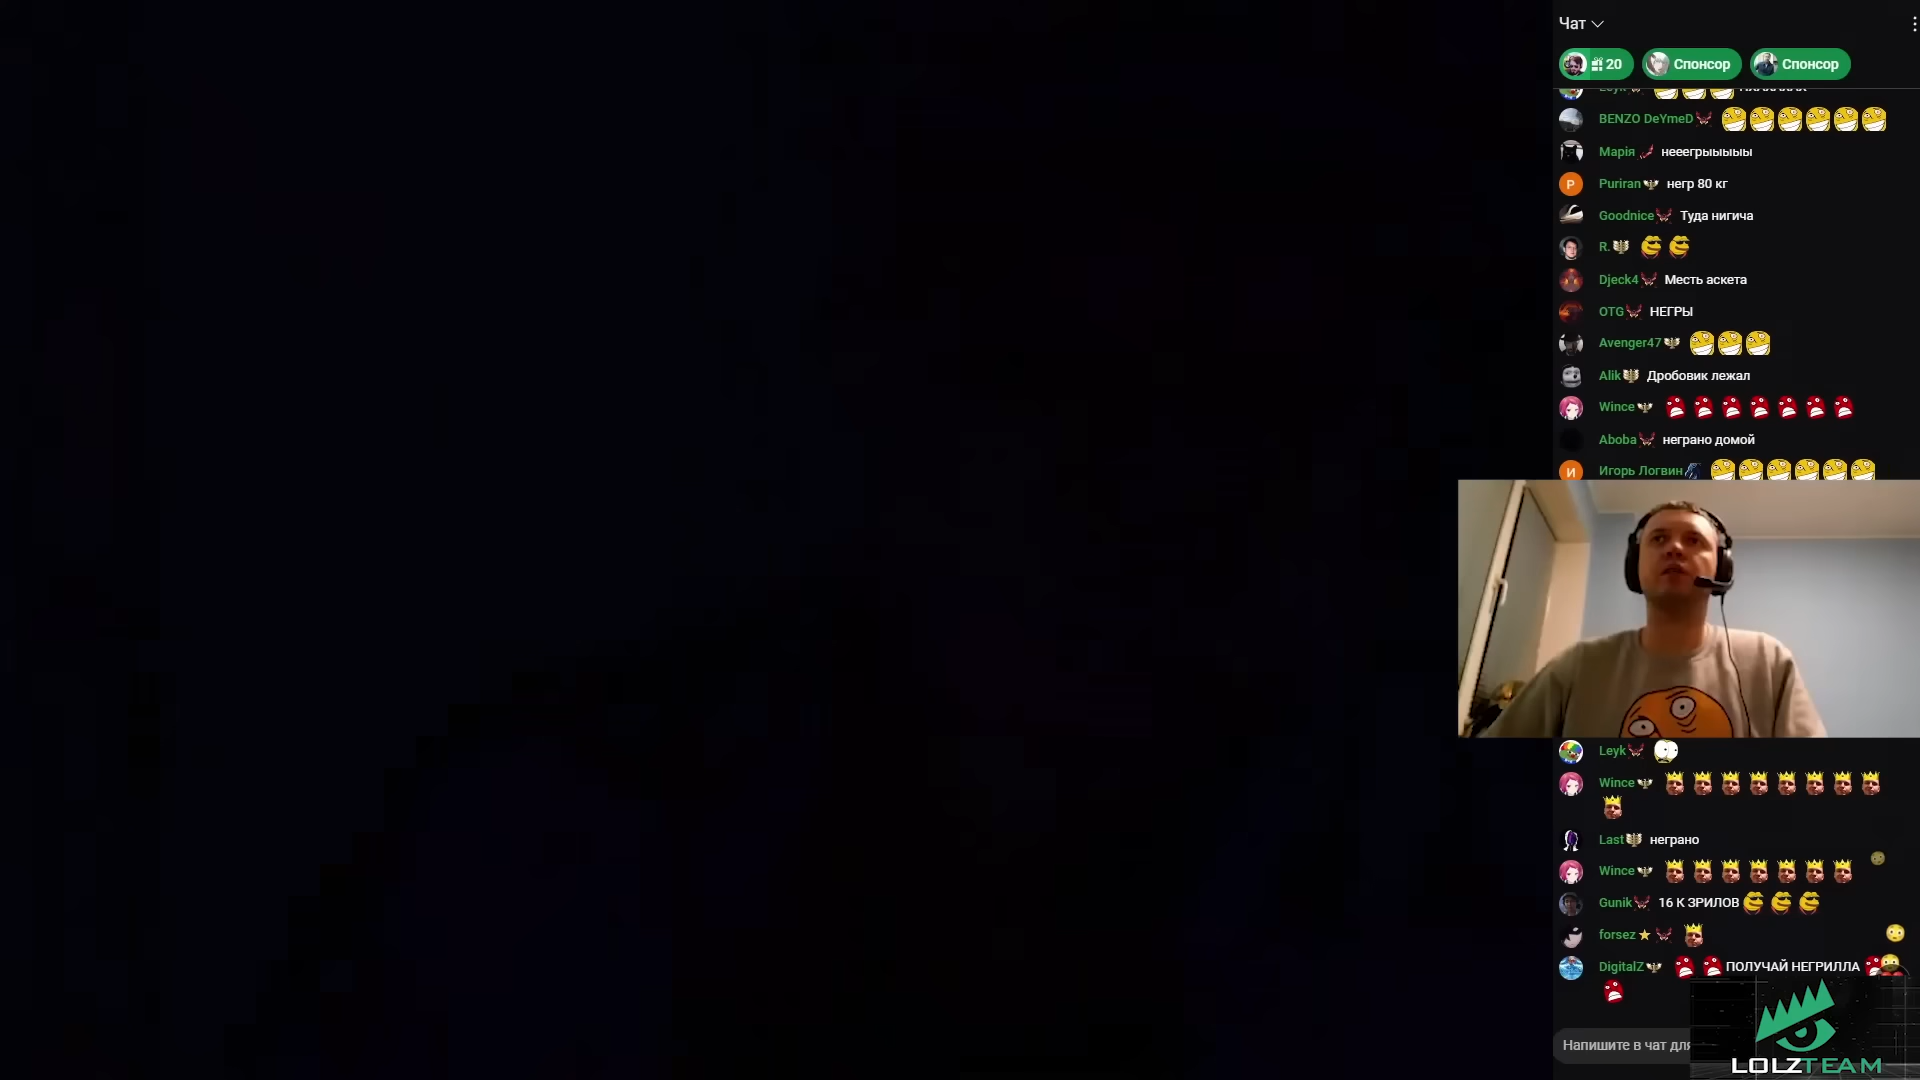 Чат
20
Спонсор
Спонсор
BENZO DeYmeD
Марія нееегрыыыыы
P
Puriran негр 80 кг
Goodnice Туда нигича
R.
Djeck4 Месть аскета
OTG НЕГРЫ
Avenger47
Alik Дробовик лежал
Wince
Aboba неграно домой
И
Игорь Логвин
Leyk
Wince
Last неграно
Wince
Gunik 16 К ЗРИЛОВ
forsez
DigitalZ ПОЛУЧАЙ НЕГРИЛЛА
Напишите в чат
LOLZTEAM